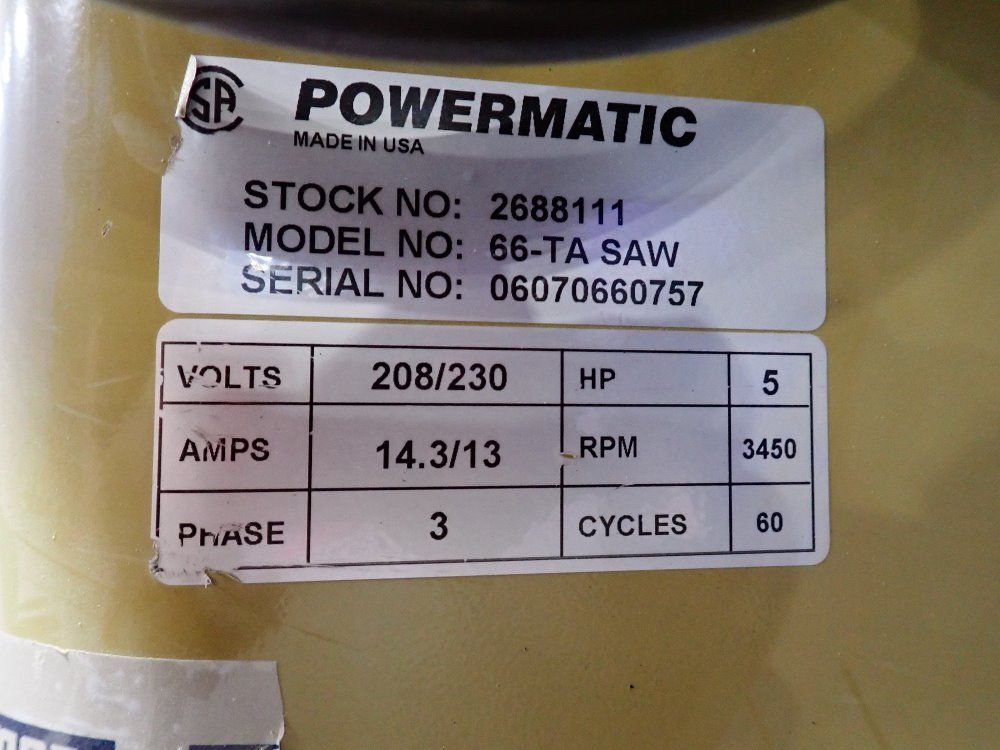 SA
POWERMATIC
MADE IN USA
STOCK NO: 2688111
MODEL NO: 66-TA SAW
SERIAL NO: 06070660757
VOLTS 208/230 HP 5
AMPS 14.3/13 RPM 3450
PHASE 3 CYCLES 60